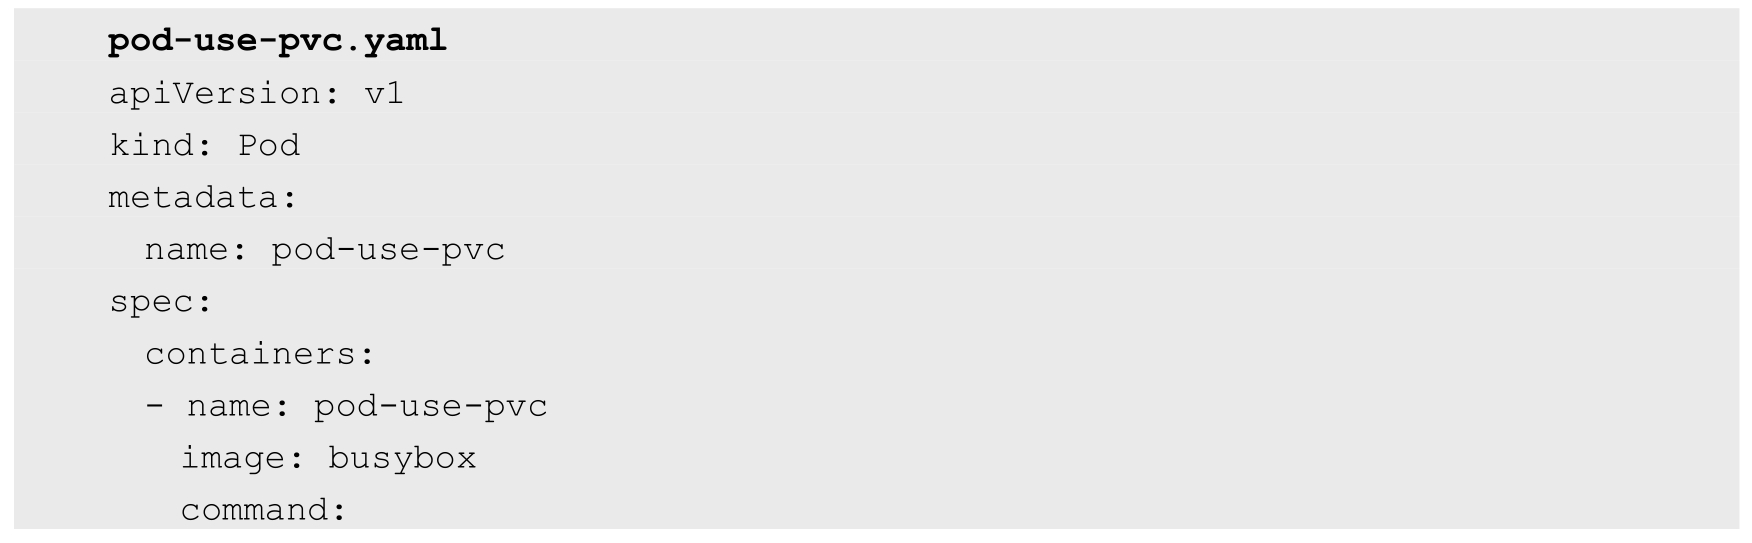 pod-use-pvc.yaml
apiVersion: v1
kind: Pod
metadata:
  name: pod-use-pvc
spec:
  containers:
  - name: pod-use-pvc
    image: busybox
    command: